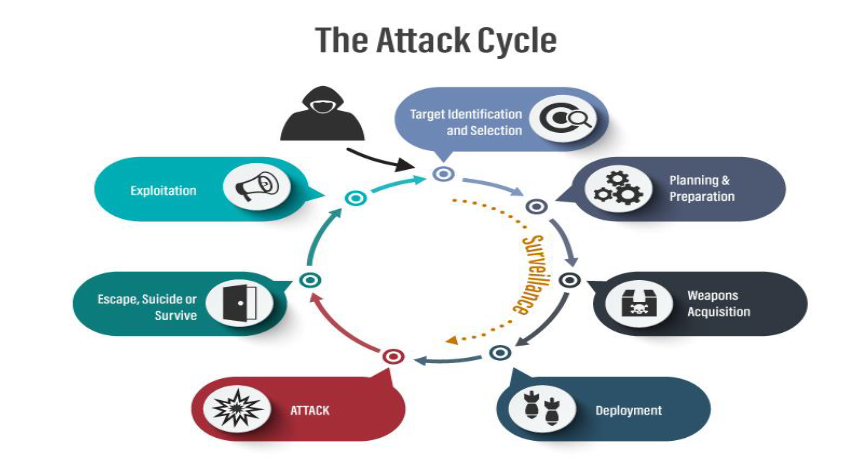 The Attack Cycle
Target Identification
and Selection
Planning &
Preparation
Weapons
Acquisition
Deployment
ATTACK
Escape, Suicide or
Survive
Exploitation
Surveillance